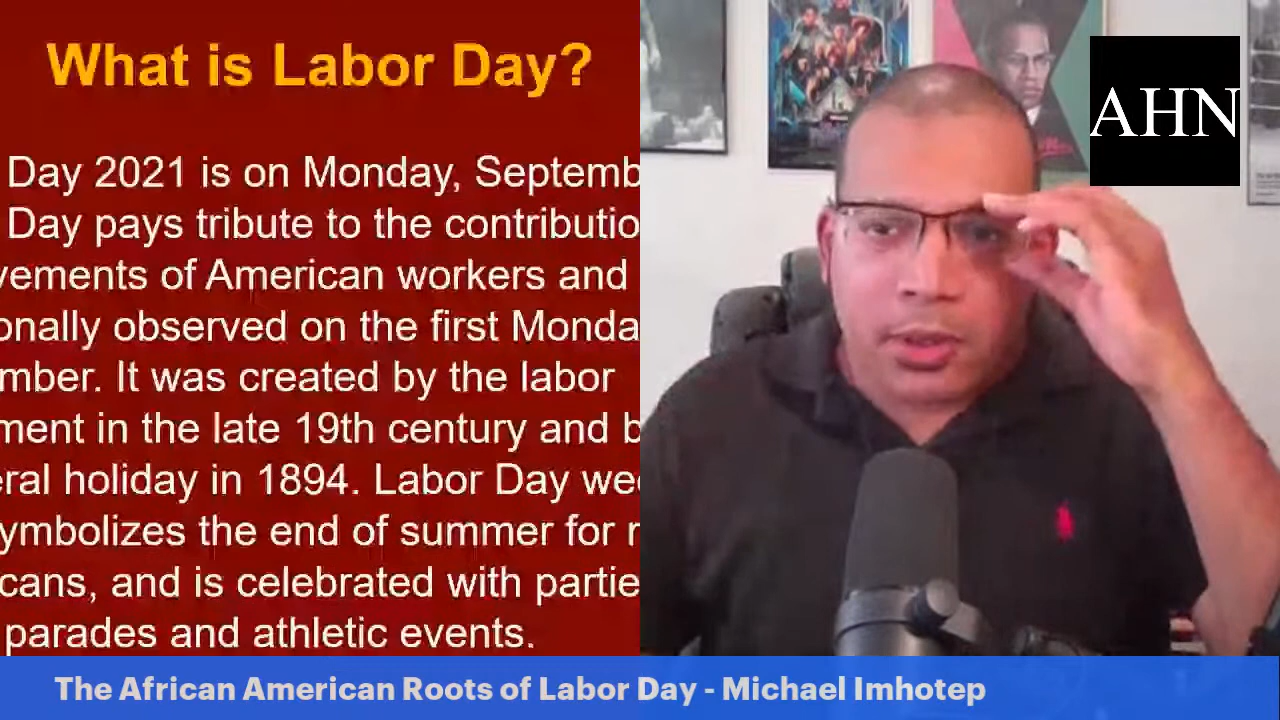 What is Labor Day?
Day 2021 is on Monday, Septemb
Day pays tribute to the contributio
vements of American workers and
onally observed on the first Monda
mber. It was created by the labor
ment in the late 19th century and b
eral holiday in 1894. Labor Day wee
ymbolizes the end of summer for
cans, and is celebrated with partie
parades and athletic events.
AHN
The African American Roots of Labor Day - Michael Imhotep